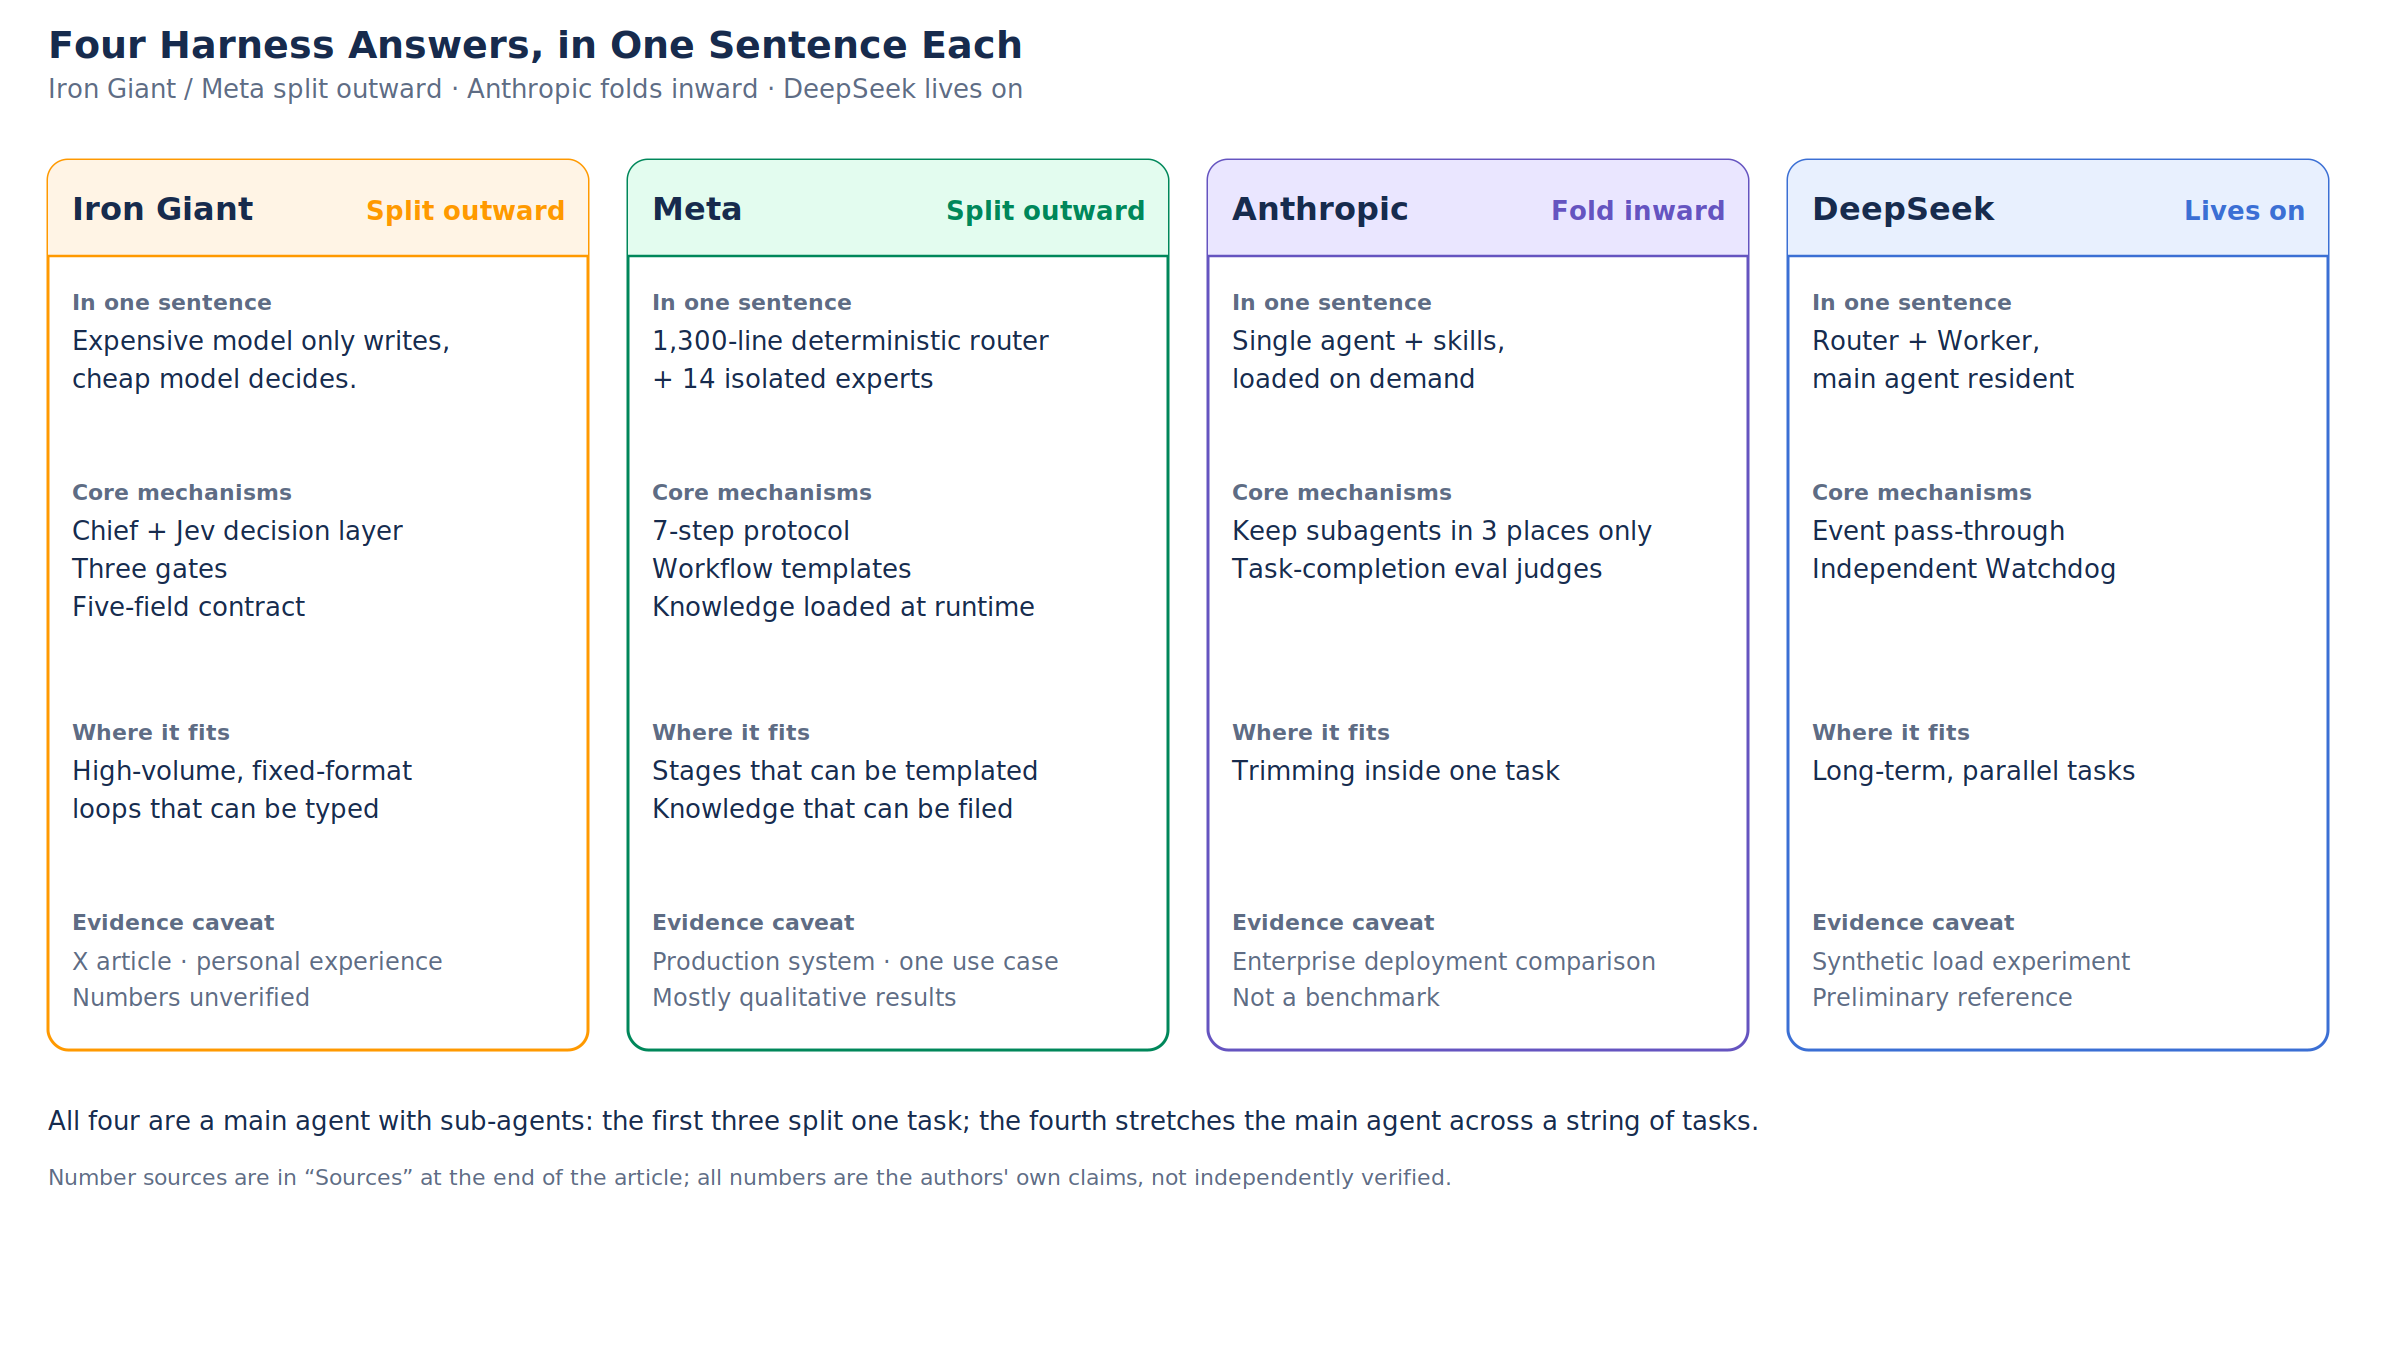 Four Harness Answers, in One Sentence Each
Iron Giant / Meta split outward · Anthropic folds inward · DeepSeek lives on
Iron Giant
Split outward
In one sentence
Expensive model only writes,
cheap model decides.
Core mechanisms
Chief + Jev decision layer
Three gates
Five-field contract
Where it fits
High-volume, fixed-format
loops that can be typed
Evidence caveat
X article · personal experience
Numbers unverified
Meta
Split outward
In one sentence
1,300-line deterministic router
+ 14 isolated experts
Core mechanisms
7-step protocol
Workflow templates
Knowledge loaded at runtime
Where it fits
Stages that can be templated
Knowledge that can be filed
Evidence caveat
Production system · one use case
Mostly qualitative results
Anthropic
Fold inward
In one sentence
Single agent + skills,
loaded on demand
Core mechanisms
Keep subagents in 3 places only
Task-completion eval judges
Where it fits
Trimming inside one task
Evidence caveat
Enterprise deployment comparison
Not a benchmark
DeepSeek
Lives on
In one sentence
Router + Worker,
main agent resident
Core mechanisms
Event pass-through
Independent Watchdog
Where it fits
Long-term, parallel tasks
Evidence caveat
Synthetic load experiment
Preliminary reference
All four are a main agent with sub-agents: the first three split one task; the fourth stretches the main agent across a string of tasks.
Number sources are in “Sources” at the end of the article; all numbers are the authors' own claims, not independently verified.